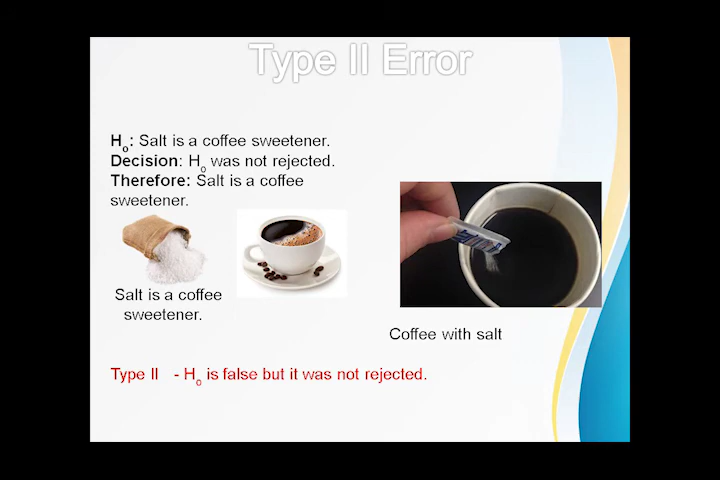 Type II Error
Ho: Salt is a coffee sweetener.
Decision: Ho was not rejected.
Therefore: Salt is a coffee
sweetener.
Salt is a coffee
sweetener.
Coffee with salt
Type II - Ho is false but it was not rejected.